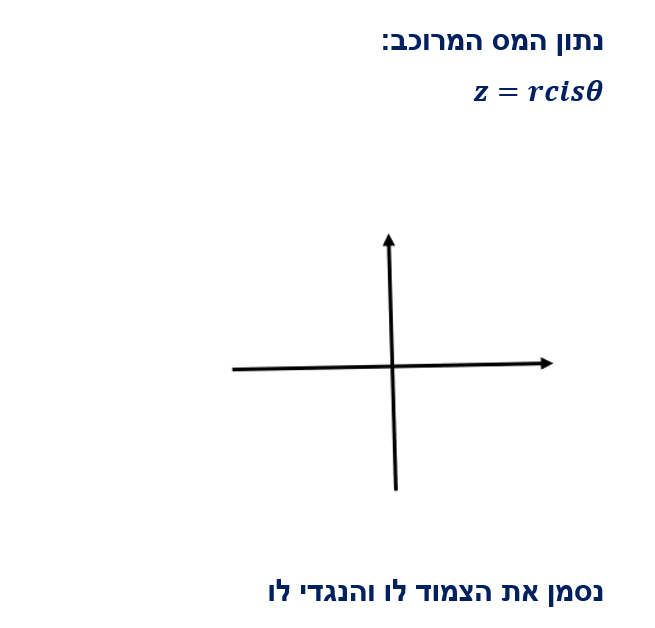 נתון המס המרוכב:
z = rcisθ
נסמן את הצמוד לו והנגדי לו